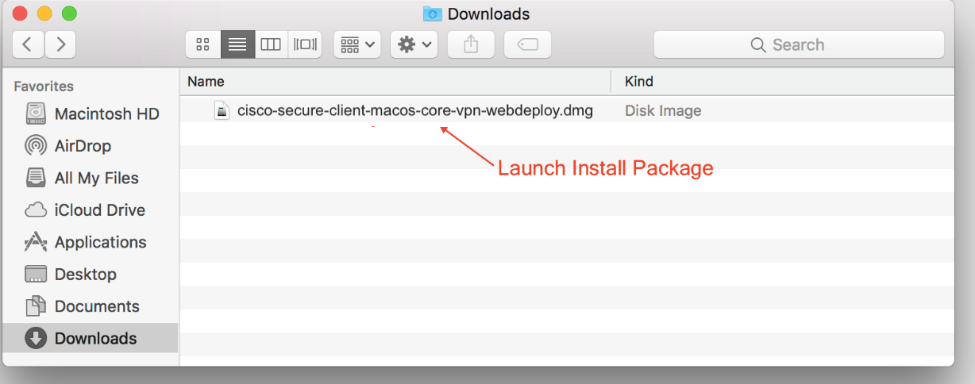 Downloads
Search
Favorites
Macintosh HD
AirDrop
All My Files
iCloud Drive
Applications
Desktop
Documents
Downloads
Name Kind
cisco-secure-client-macos-core-vpn-webdeploy.dmg Disk Image
Launch Install Package